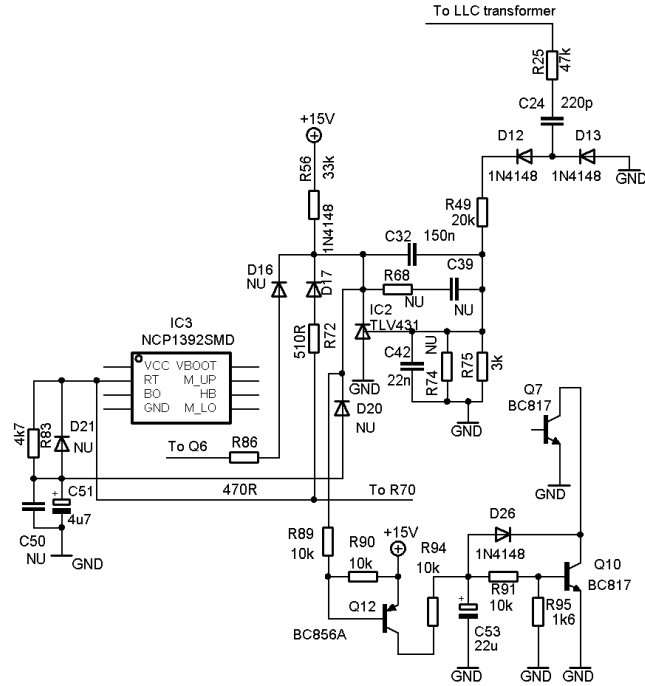 To LLC transformer
R25
47k
C24 220p
+15V
D12 D13
R56
33k
1N4148 1N4148
GND
R49
20k
1N4148
C32 150n
D16
NU
D17
R68
NU
C39
NU
IC2
TLV431
IC3
NCP1392SMD
510R
R72
NU
C42
22n
R74
R75
3k
VCC VBOOT
RT M_UP
BO HB
GND M_LO
GND
GND
Q7
BC817
D20
NU
4k7
R83
D21
NU
To Q6
R86
470R
To R70
GND
C51
4u7
+
C50
NU
GND
R89
10k
R90
10k
+15V
R94
10k
D26
1N4148
Q10
BC817
Q12
BC856A
R91
10k
R95
1k6
+
C53
22u
GND GND GND